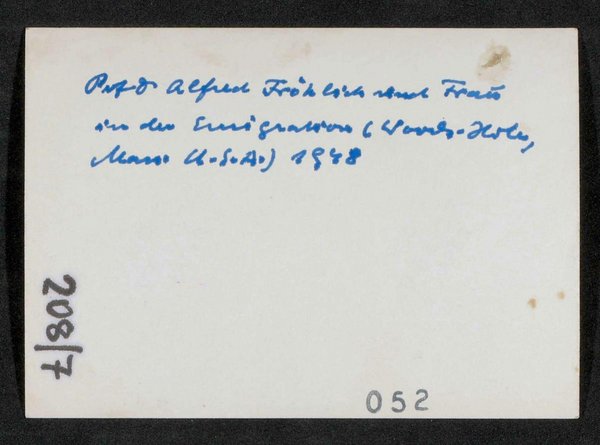 Prof Dr Alfred Fröhlich und Frau
in der Emigration (Woods-Hole,
Mass. U.S.A.) 1948
208/7
052